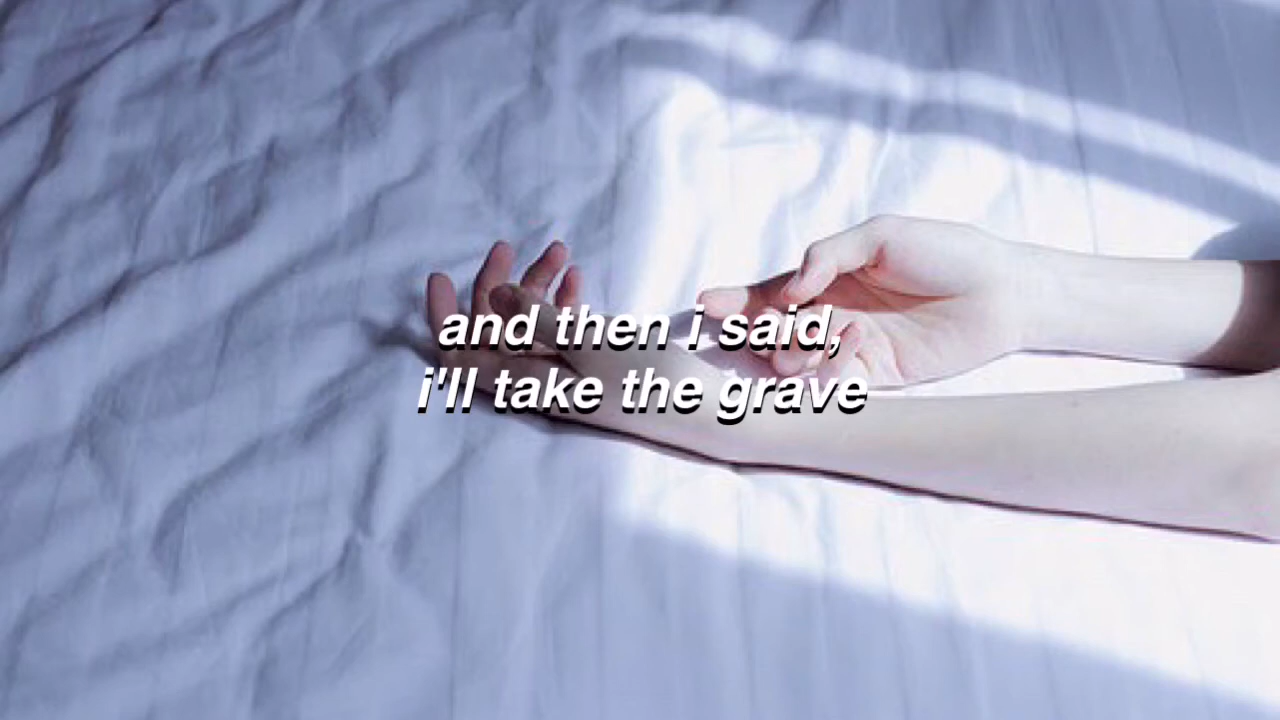 and then i said,
i'll take the grave